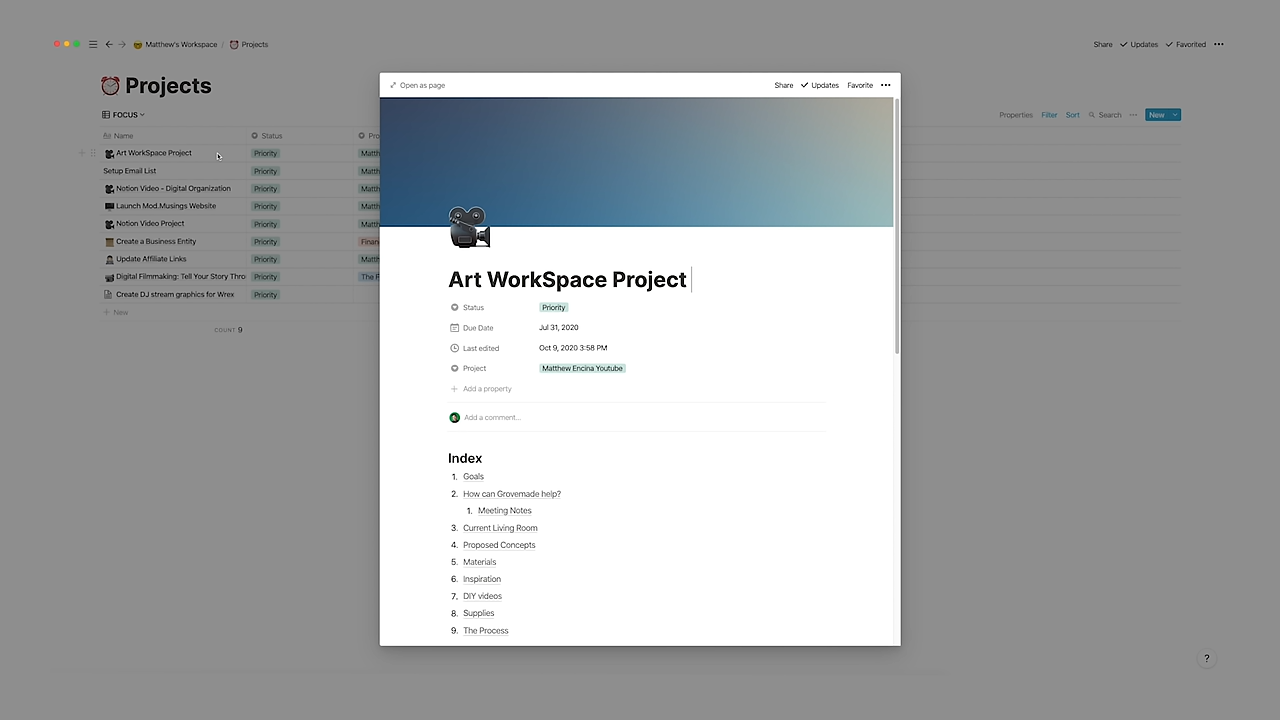 Matthew's Workspace / Projects
Share Updates Favorited
Projects
FOCUS
Properties Filter Sort Search New
Name Status
Art WorkSpace Project Priority
Setup Email List Priority
Notion Video - Digital Organization Priority
Launch Mod.Musings Website Priority
Notion Video Project Priority
Create a Business Entity Priority
Update Affiliate Links Priority
Digital Filmmaking: Tell Your Story Thro Priority
Create DJ stream graphics for Wrex Priority
+ New
COUNT 9
Open as page
Share Updates Favorite
Art WorkSpace Project
Status Priority
Due Date Jul 31, 2020
Last edited Oct 9, 2020 3:58 PM
Project Matthew Encina Youtube
+ Add a property
Add a comment...
Index
1. Goals
2. How can Grovemade help?
1. Meeting Notes
3. Current Living Room
4. Proposed Concepts
5. Materials
6. Inspiration
7. DIY videos
8. Supplies
9. The Process
?